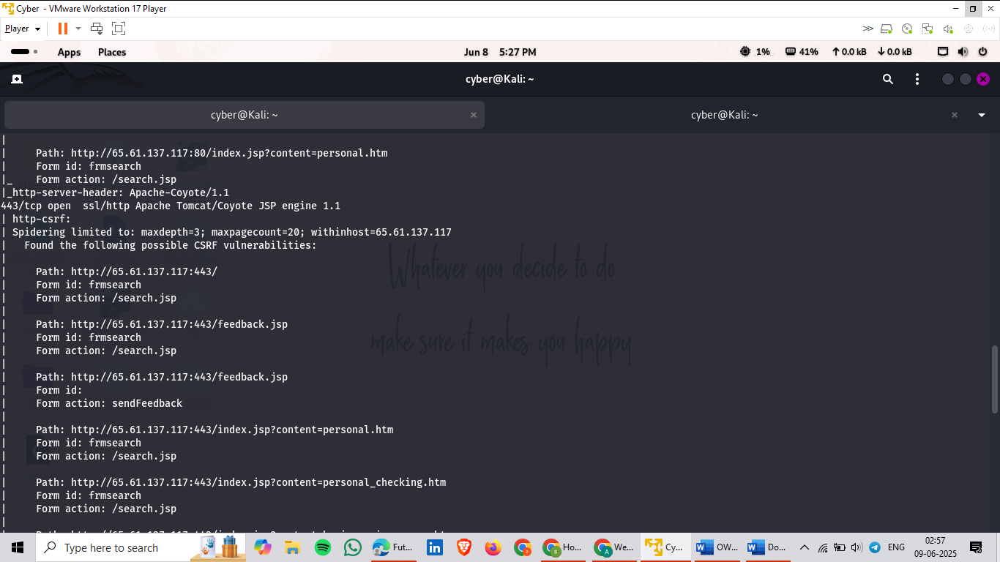 Cyber - VMware Workstation 17 Player
Player
Apps Places Jun 8 5:27 PM 1% 41% 0.0 kB 0.0 kB
cyber@Kali: ~
cyber@Kali: ~ cyber@Kali: ~
|
| Path: http://65.61.137.117:80/index.jsp?content=personal.htm
| Form id: frmsearch
|_ Form action: /search.jsp
|_http-server-header: Apache-Coyote/1.1
443/tcp open ssl/http Apache Tomcat/Coyote JSP engine 1.1
| http-csrf:
| Spidering limited to: maxdepth=3; maxpagecount=20; withinhost=65.61.137.117
| Found the following possible CSRF vulnerabilities:
|
| Path: http://65.61.137.117:443/
| Form id: frmsearch
| Form action: /search.jsp
|
| Path: http://65.61.137.117:443/feedback.jsp
| Form id: frmsearch
| Form action: /search.jsp
|
| Path: http://65.61.137.117:443/feedback.jsp
| Form id:
| Form action: sendFeedback
|
| Path: http://65.61.137.117:443/index.jsp?content=personal.htm
| Form id: frmsearch
| Form action: /search.jsp
|
| Path: http://65.61.137.117:443/index.jsp?content=personal_checking.htm
| Form id: frmsearch
| Form action: /search.jsp
|
Whatever you decide to do
make sure it makes you happy
Type here to search Fut... Ho... We... Cy... OW... Do... ENG 02:57
09-06-2025